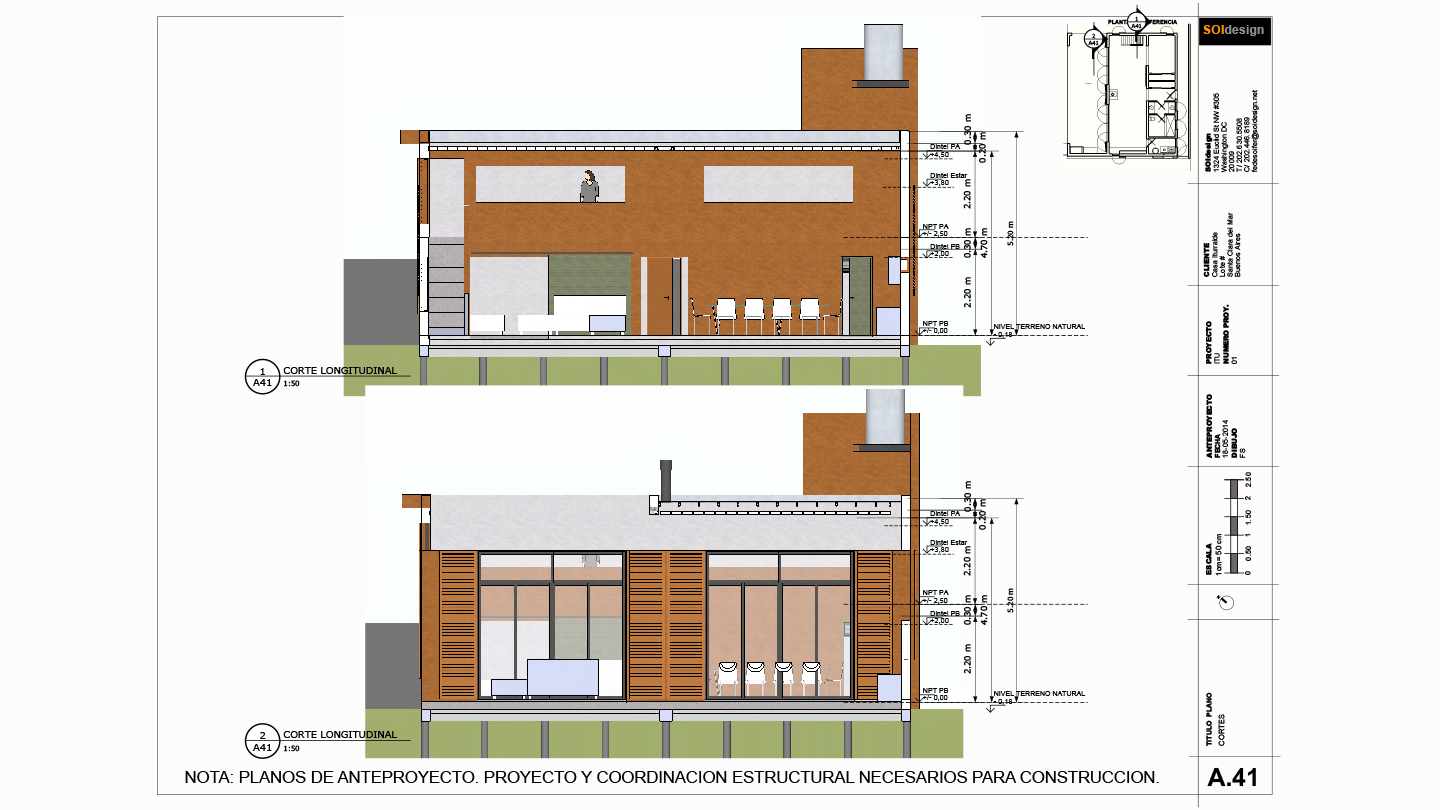 PLANT
FERENCIA
1
A41
2
A41
SOIdesign
SOIdesign
1324 Euclid St NW #305
Washington DC
20009
T/ 202.630.5508
C/ 202.446.8189
fedesolfer@soidesign.net
CLIENTE
Casa Iturralde
Lote #
Santa Clara del Mar
Buenos Aires
PROYECTO
ITU
NUMERO PROY.
01
ANTEPROYECTO
FECHA
16-05-2014
DIBUJO
FS
ESCALA
1cm= 50 cm
0 0.50 1 1.50 2 2.50
TITULO PLANO
CORTES
A.41
0.30 m
Dintel PA
+4,50
0.20 m
Dintel Estar
+3,80
2.20 m
NPT PA
+/- 2,50
0.30 m
4.70 m
5.20 m
Dintel PB
+2,00
2.20 m
NPT PB
+/- 0,00
NIVEL TERRENO NATURAL
- 0,18
1
A41
CORTE LONGITUDINAL
1:50
0.30 m
Dintel PA
+4,50
0.20 m
Dintel Estar
+3,80
2.20 m
NPT PA
+/- 2,50
0.30 m
4.70 m
5.20 m
Dintel PB
+2,00
2.20 m
NPT PB
+/- 0,00
NIVEL TERRENO NATURAL
- 0,18
2
A41
CORTE LONGITUDINAL
1:50
NOTA: PLANOS DE ANTEPROYECTO. PROYECTO Y COORDINACION ESTRUCTURAL NECESARIOS PARA CONSTRUCCION.